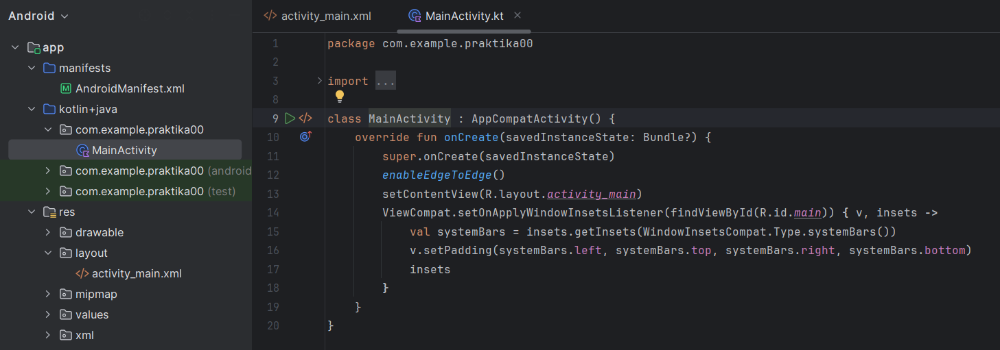 Android
app
manifests
AndroidManifest.xml
kotlin+java
com.example.praktika00
MainActivity
com.example.praktika00 (android
com.example.praktika00 (test)
res
drawable
layout
activity_main.xml
mipmap
values
xml
activity_main.xml MainActivity.kt
1 package com.example.praktika00
2
3 import ...
8
9 class MainActivity : AppCompatActivity() {
10 override fun onCreate(savedInstanceState: Bundle?) {
11 super.onCreate(savedInstanceState)
12 enableEdgeToEdge()
13 setContentView(R.layout.activity_main)
14 ViewCompat.setOnApplyWindowInsetsListener(findViewById(R.id.main)) { v, insets ->
15 val systemBars = insets.getInsets(WindowInsetsCompat.Type.systemBars())
16 v.setPadding(systemBars.left, systemBars.top, systemBars.right, systemBars.bottom)
17 insets
18 }
19 }
20 }